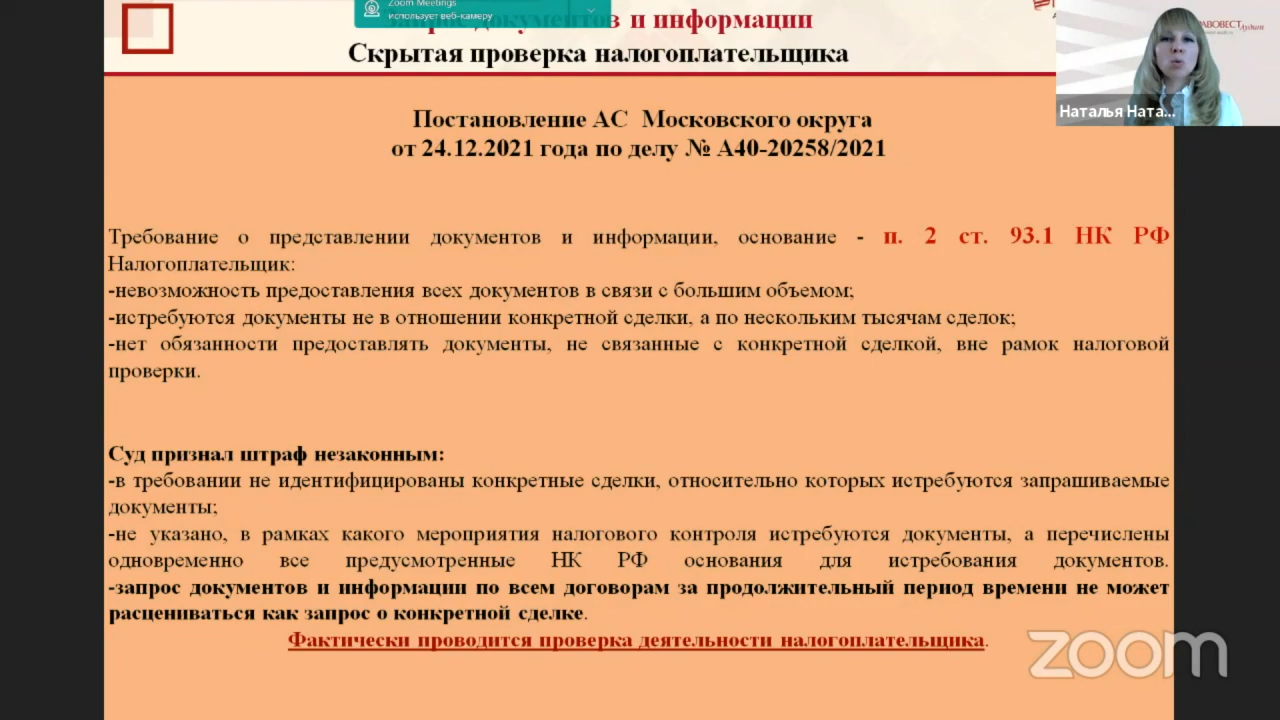 Zoom Meetings
использует веб-камеру
Запрос документов и информации
Скрытая проверка налогоплательщика
Наталья Ната...
Постановление АС Московского округа
от 24.12.2021 года по делу № А40-20258/2021
Требование о представлении документов и информации, основание - п. 2 ст. 93.1 НК РФ
Налогоплательщик:
-невозможность предоставления всех документов в связи с большим объемом;
-истребуются документы не в отношении конкретной сделки, а по нескольким тысячам сделок;
-нет обязанности предоставлять документы, не связанные с конкретной сделкой, вне рамок налоговой
проверки.
Суд признал штраф незаконным:
-в требовании не идентифицированы конкретные сделки, относительно которых истребуются запрашиваемые
документы;
-не указано, в рамках какого мероприятия налогового контроля истребуются документы, а перечислены
одновременно все предусмотренные НК РФ основания для истребования документов.
-запрос документов и информации по всем договорам за продолжительный период времени не может
расцениваться как запрос о конкретной сделке.
Фактически проводится проверка деятельности налогоплательщика.
zoom